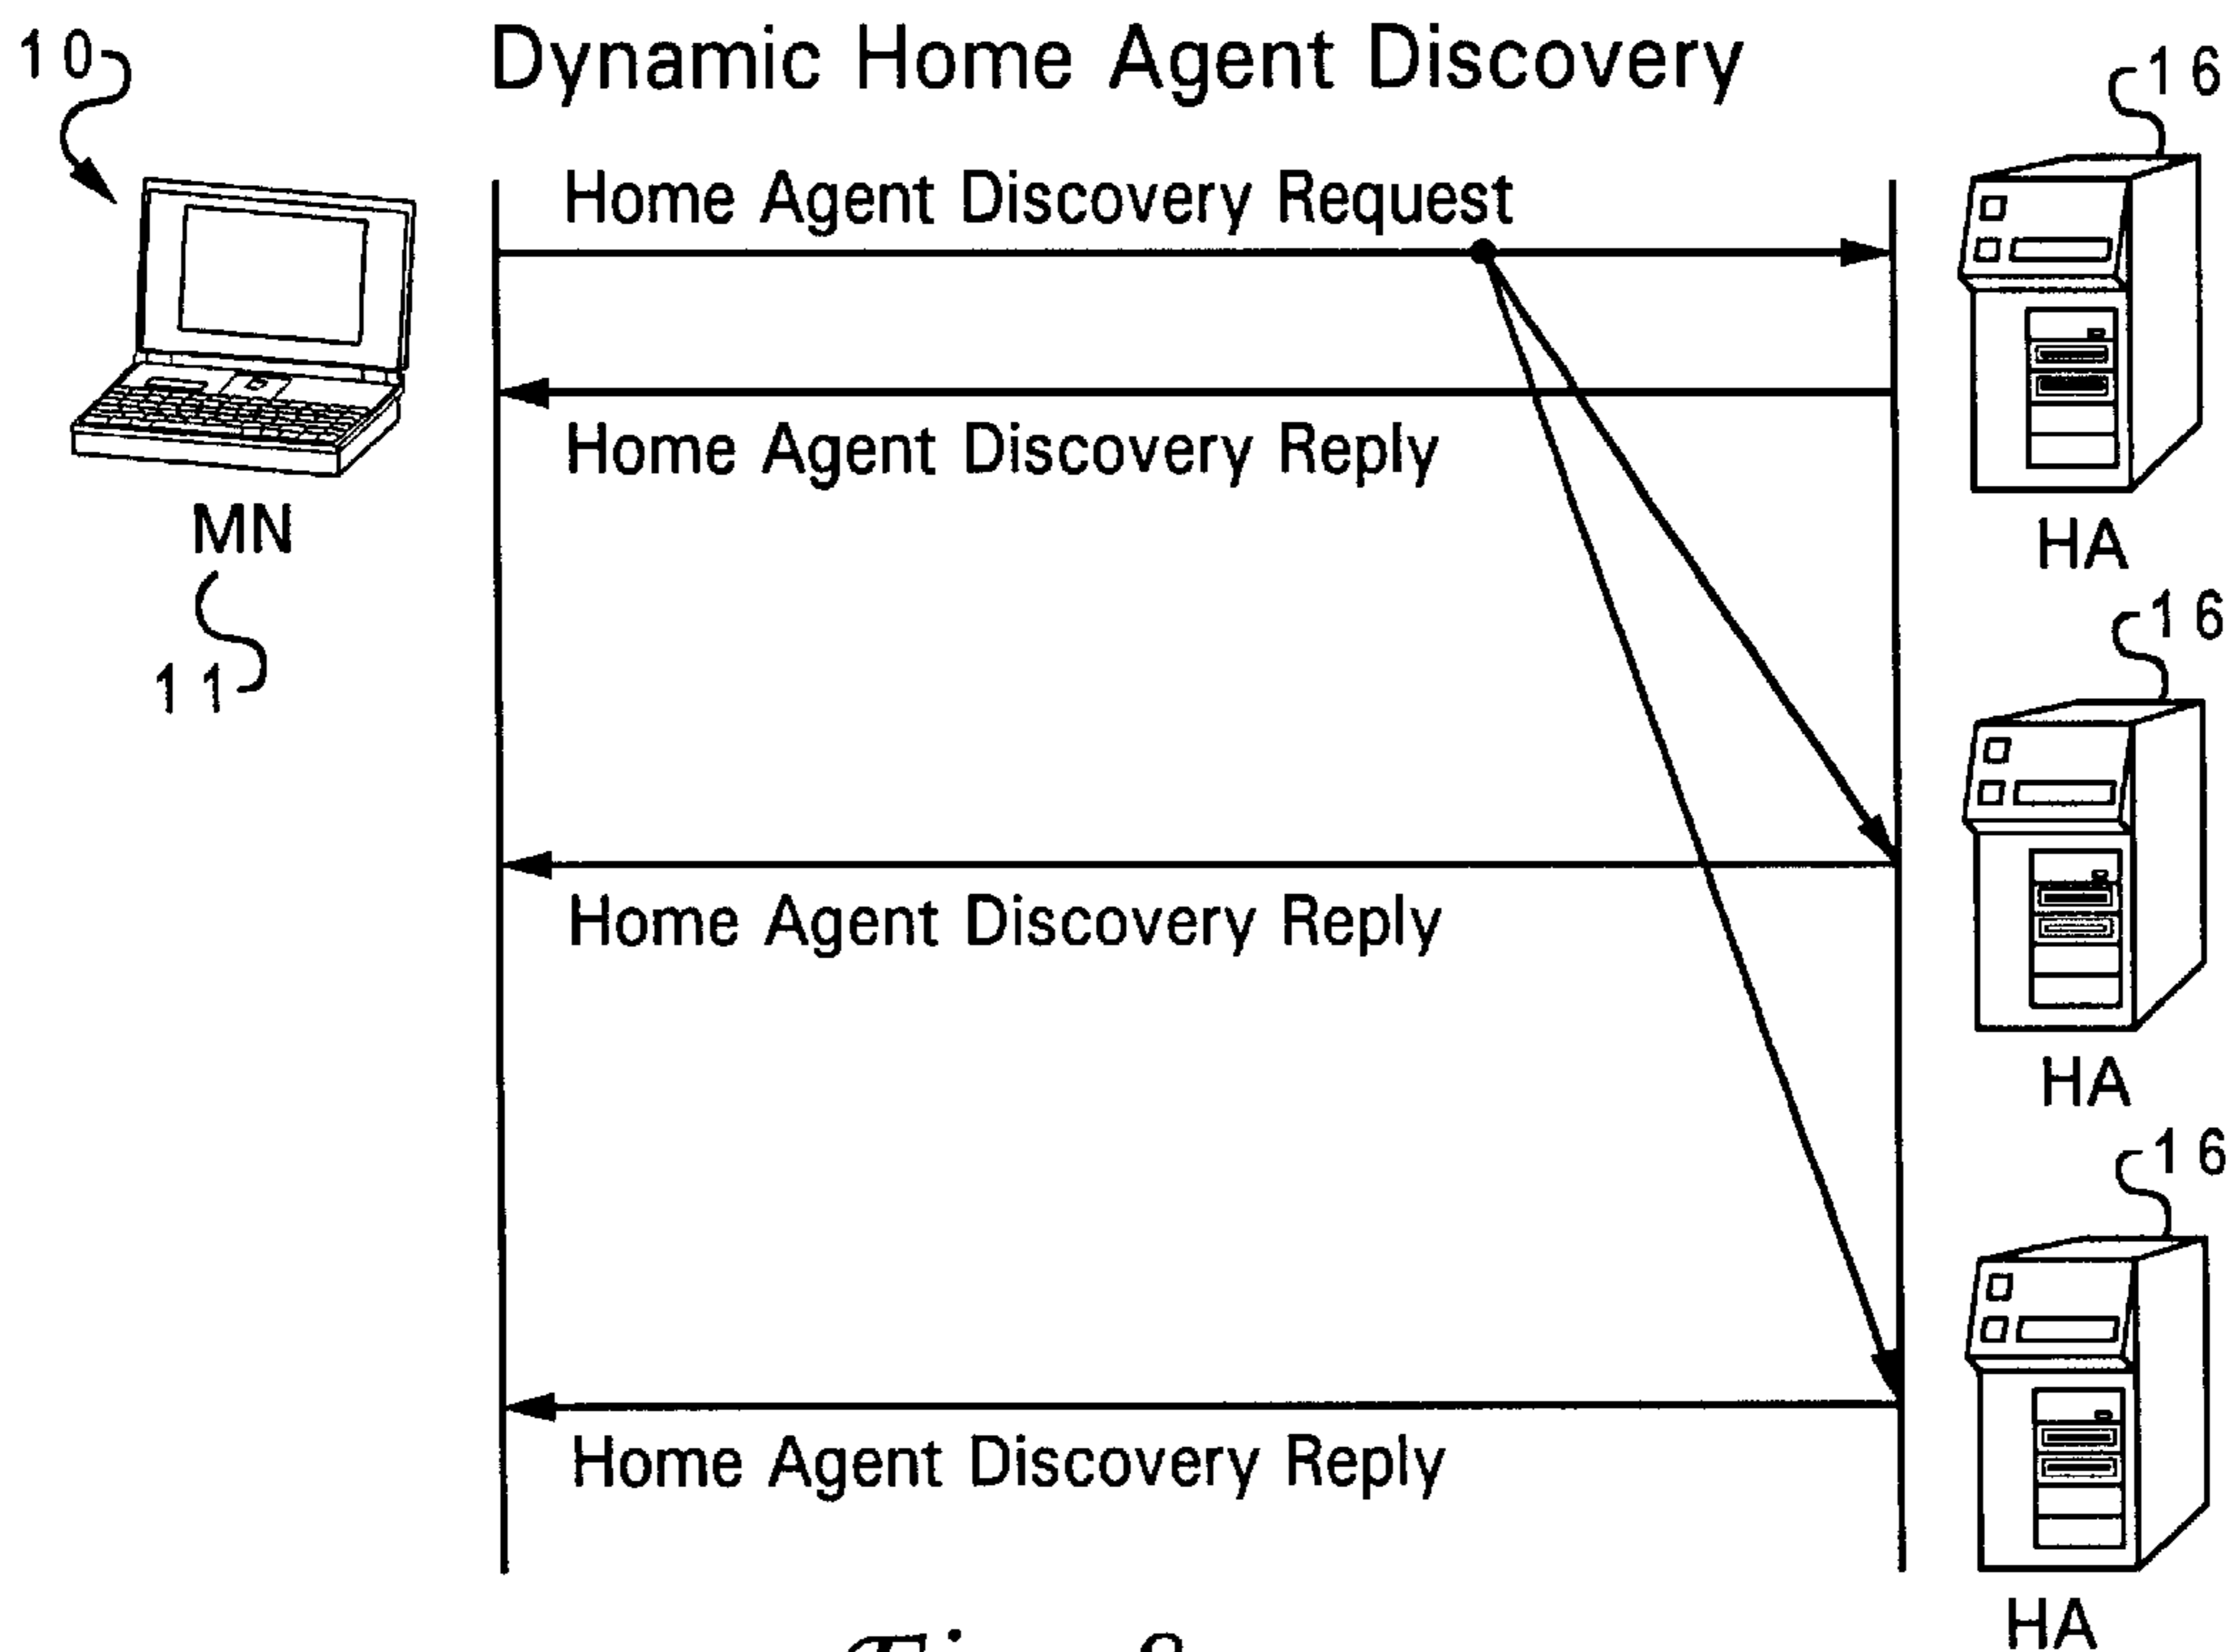 Dynamic Home Agent Discovery
10
16
Home Agent Discovery Request
Home Agent Discovery Reply
MN
HA
11
16
Home Agent Discovery Reply
HA
16
Home Agent Discovery Reply
HA